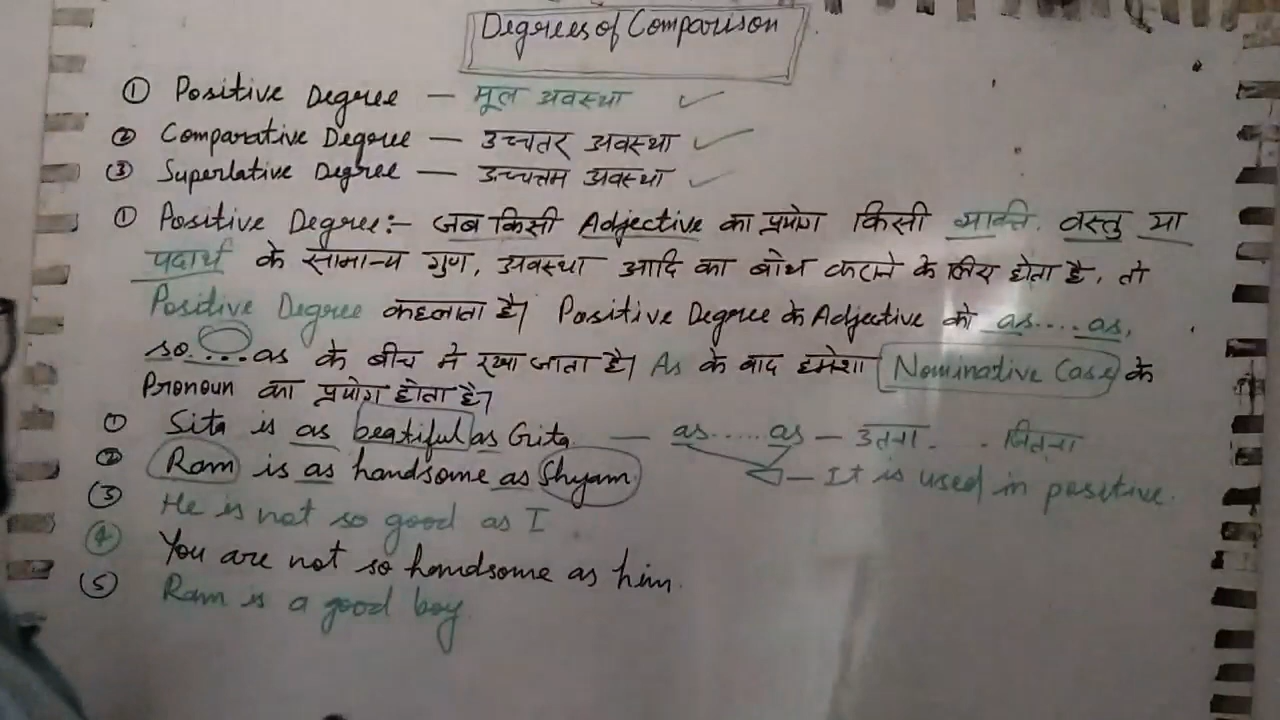 Degrees of Comparison
① Positive Degree — मूल अवस्था
② Comparative Degree — उच्चतर अवस्था
③ Superlative Degree — उच्चत्तम अवस्था
① Positive Degree:- जब किसी Adjective का प्रयोग किसी व्यक्ति, वस्तु या
पदार्थ के सामान्य गुण, अवस्था आदि का बोध कराने के लिए होता है, तो
Positive Degree कहलाता है। Positive Degree के Adjective को as....as,
so....as के बीच मे रखा जाता है। As के बाद हमेशा Nominative Case के
Pronoun का प्रयोग होता है।
① Sita is as beatiful as Grita — as.....as — उतना.. जितना
② Ram is as handsome as Shyam — It is used in positive.
③ He is not so good as I.
④ You are not so handsome as him.
⑤ Ram is a good boy